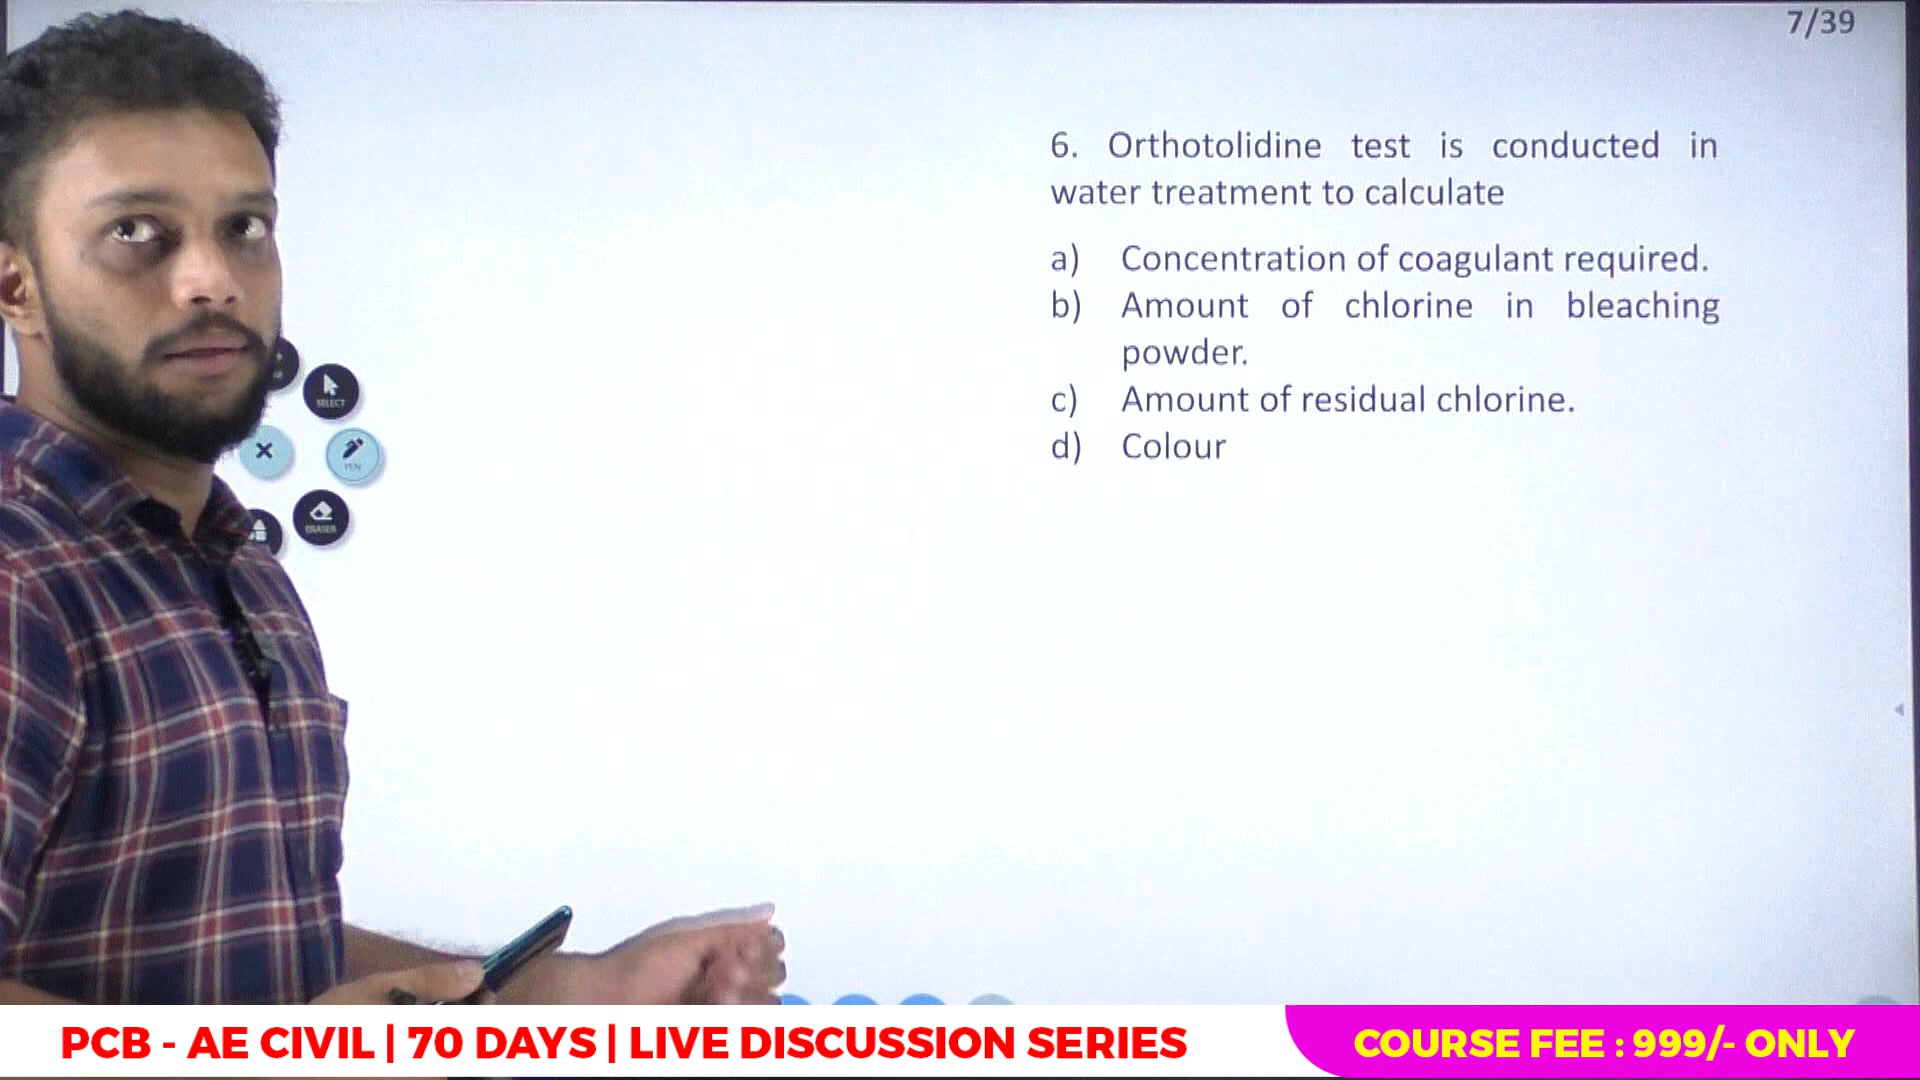 7/39
6. Orthotolidine test is conducted in
water treatment to calculate
a) Concentration of coagulant required.
b) Amount of chlorine in bleaching
powder.
c) Amount of residual chlorine.
d) Colour
SELECT
PEN
ERASER
PCB - AE CIVIL | 70 DAYS | LIVE DISCUSSION SERIES
COURSE FEE : 999/- ONLY